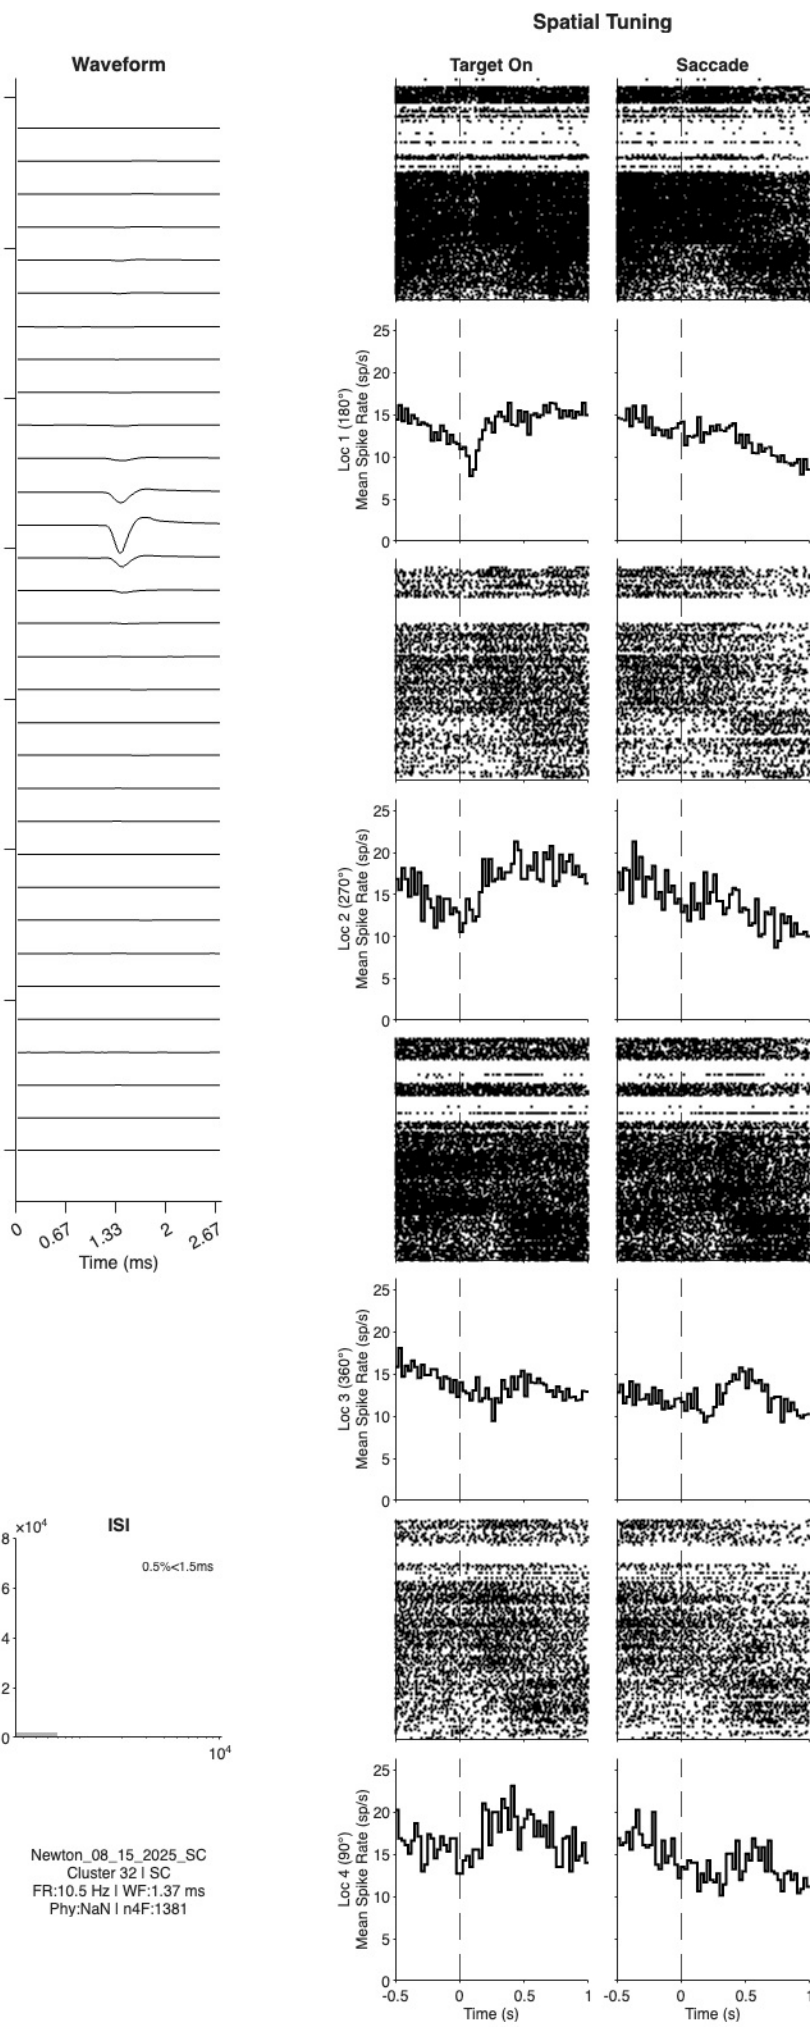 Spatial Tuning
Waveform
Target On
Saccade
25
20
15
10
5
0
Loc 1 (180°)
Mean Spike Rate (sp/s)
25
20
15
10
5
0
Loc 2 (270°)
Mean Spike Rate (sp/s)
0
0.67
1.33
2
2.67
Time (ms)
25
20
15
10
5
0
Loc 3 (360°)
Mean Spike Rate (sp/s)
×10⁴
ISI
8
6
4
2
0
0.5%<1.5ms
10⁴
25
20
15
10
5
0
Loc 4 (90°)
Mean Spike Rate (sp/s)
Newton_08_15_2025_SC
Cluster 32 | SC
FR:10.5 Hz | WF:1.37 ms
Phy:NaN | n4F:1381
-0.5 0 0.5 1
Time (s)
-0.5 0 0.5 1
Time (s)